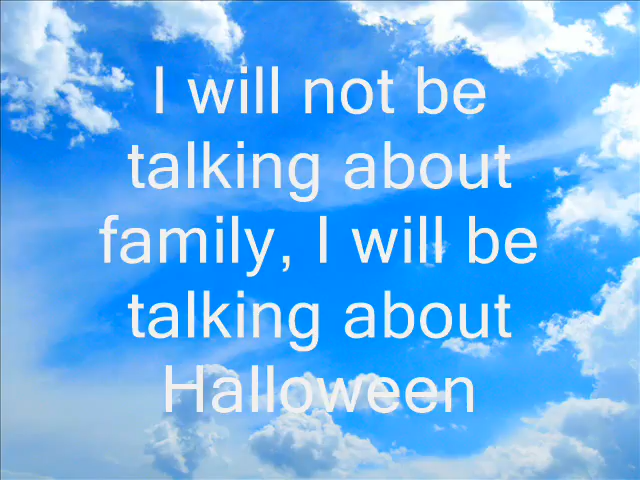 I will not be
talking about
family, I will be
talking about
Halloween